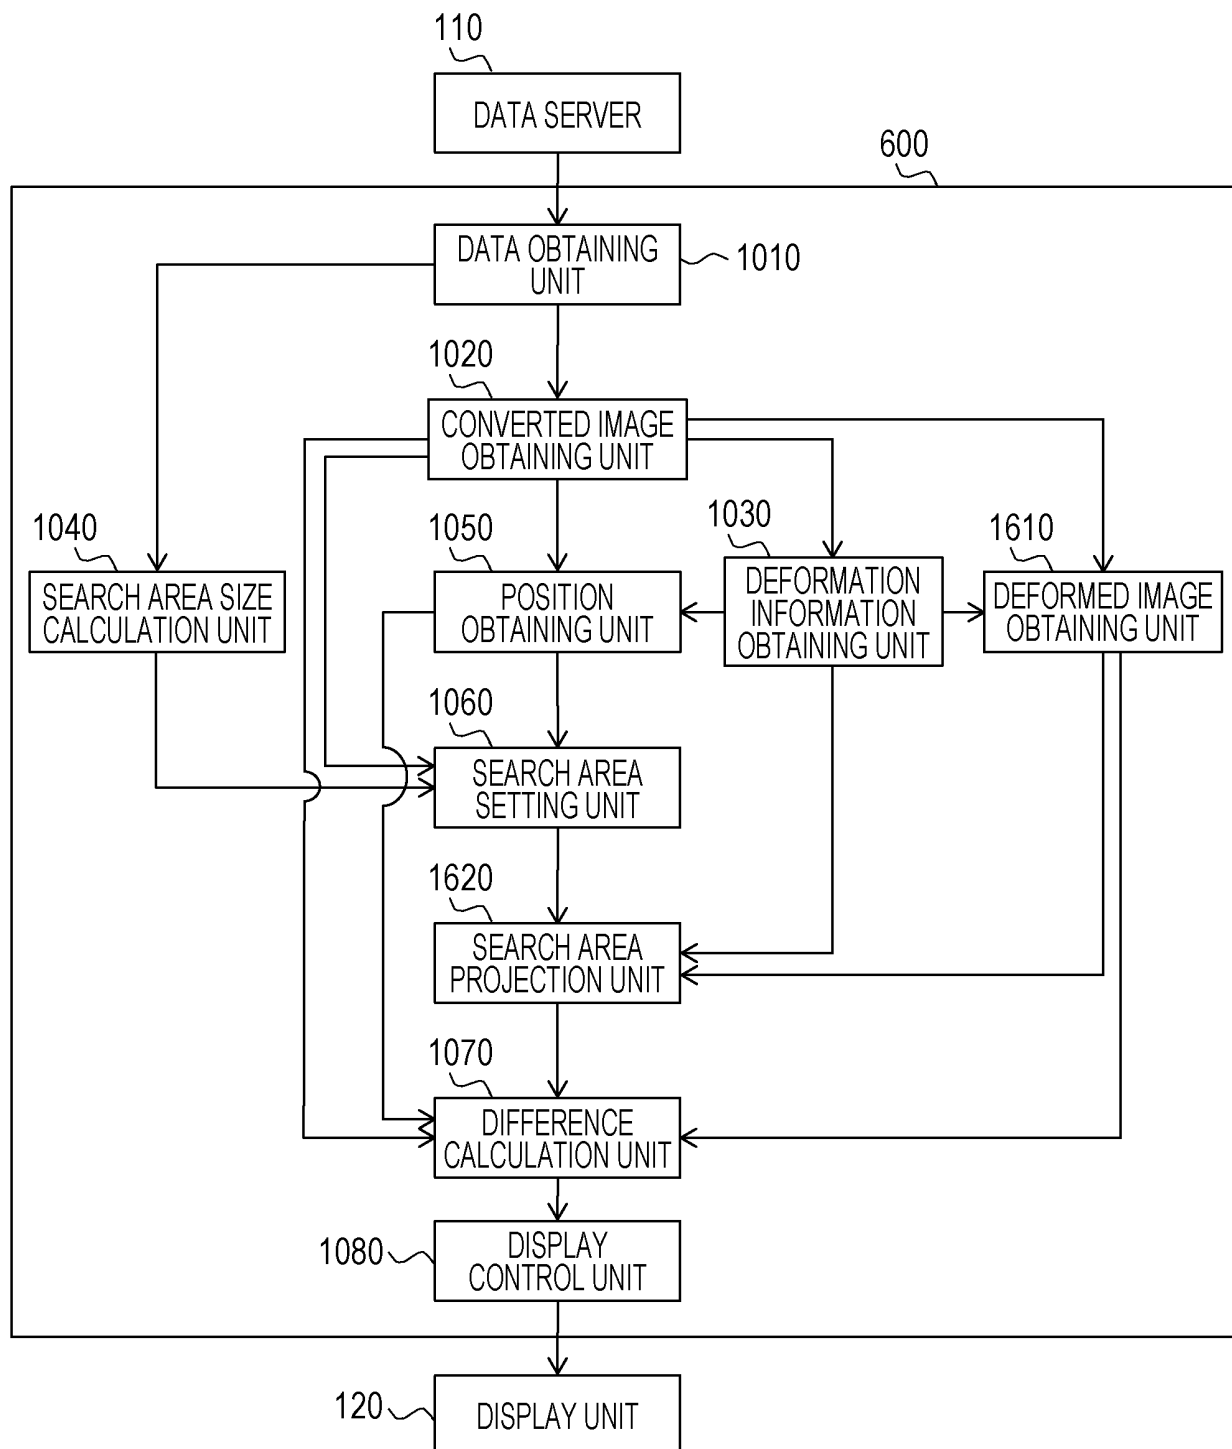 110
DATA SERVER
600
DATA OBTAINING
UNIT
1010
1020
CONVERTED IMAGE
OBTAINING UNIT
1040
SEARCH AREA SIZE
CALCULATION UNIT
1050
POSITION
OBTAINING UNIT
1030
DEFORMATION
INFORMATION
OBTAINING UNIT
1610
DEFORMED IMAGE
OBTAINING UNIT
1060
SEARCH AREA
SETTING UNIT
1620
SEARCH AREA
PROJECTION UNIT
1070
DIFFERENCE
CALCULATION UNIT
1080
DISPLAY
CONTROL UNIT
120
DISPLAY UNIT